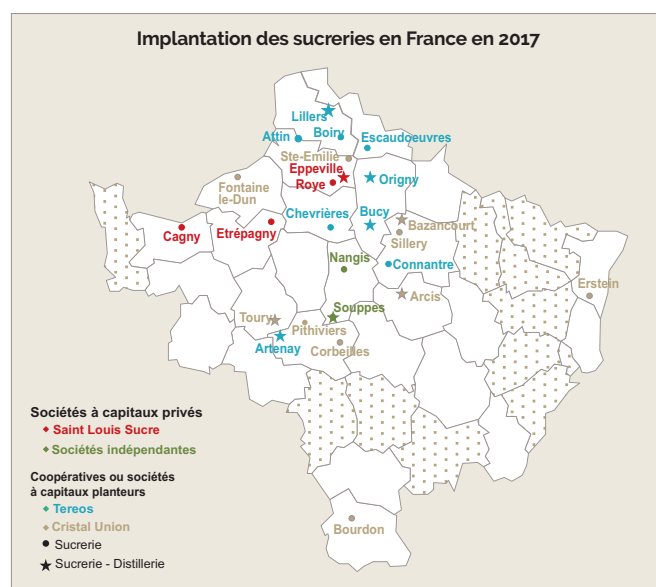 Implantation des sucreries en France en 2017
Lillers
Attin
Boiry
Escaudoeuvres
Ste-Emilie
Eppeville
Roye
Origny
Fontaine
le-Dun
Chevrières
Bucy
Bazancourt
Sillery
Cagny
Etrépagny
Nangis
Connantre
Erstein
Arcis
Souppes
Toury
Pithiviers
Artenay
Corbeilles
Bourdon
Sociétés à capitaux privés
Saint Louis Sucre
Sociétés indépendantes
Coopératives ou sociétés
à capitaux planteurs
Tereos
Cristal Union
Sucrerie
Sucrerie - Distillerie